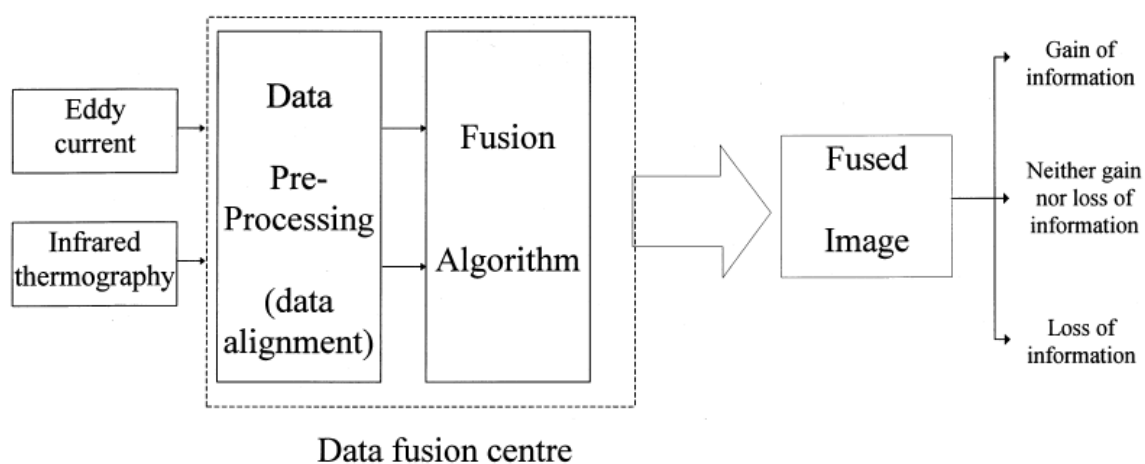 Eddy
current
Infrared
thermography
Data
Pre-
Processing
(data
alignment)
Fusion
Algorithm
Data fusion centre
Fused
Image
Gain of
information
Neither gain
nor loss of
information
Loss of
information